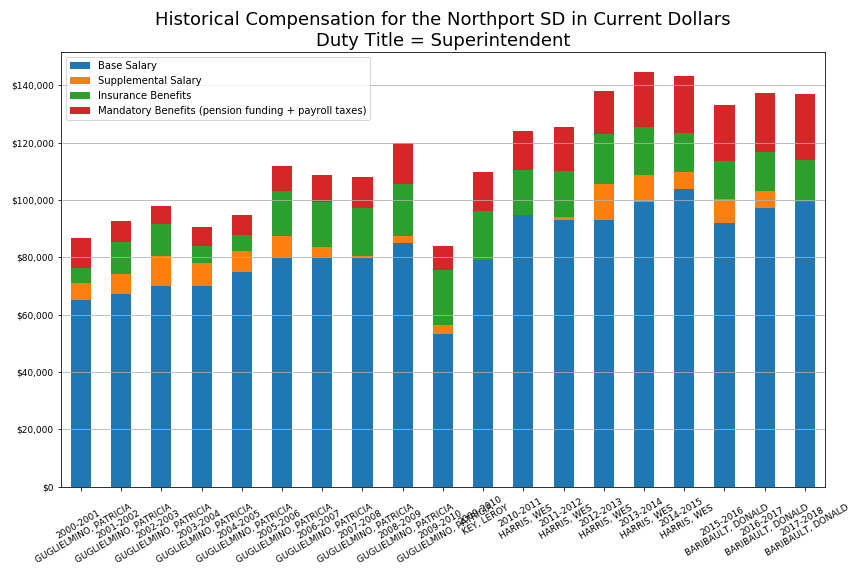 Historical Compensation for the Northport SD in Current Dollars
Duty Title = Superintendent
Base Salary
Supplemental Salary
Insurance Benefits
Mandatory Benefits (pension funding + payroll taxes)
$140,000
$120,000
$100,000
$80,000
$60,000
$40,000
$20,000
$0
2000-2001
GUGLIELMINO, PATRICIA
2001-2002
GUGLIELMINO, PATRICIA
2002-2003
GUGLIELMINO, PATRICIA
2003-2004
GUGLIELMINO, PATRICIA
2004-2005
GUGLIELMINO, PATRICIA
2005-2006
GUGLIELMINO, PATRICIA
2006-2007
GUGLIELMINO, PATRICIA
2007-2008
GUGLIELMINO, PATRICIA
2008-2009
GUGLIELMINO, PATRICIA
2009-2010
GUGLIELMINO, PATRICIA
2009-2010
KEY, LEROY
2010-2011
HARRIS, WES
2011-2012
HARRIS, WES
2012-2013
HARRIS, WES
2013-2014
HARRIS, WES
2014-2015
HARRIS, WES
2015-2016
BARIBAULT, DONALD
2016-2017
BARIBAULT, DONALD
2017-2018
BARIBAULT, DONALD